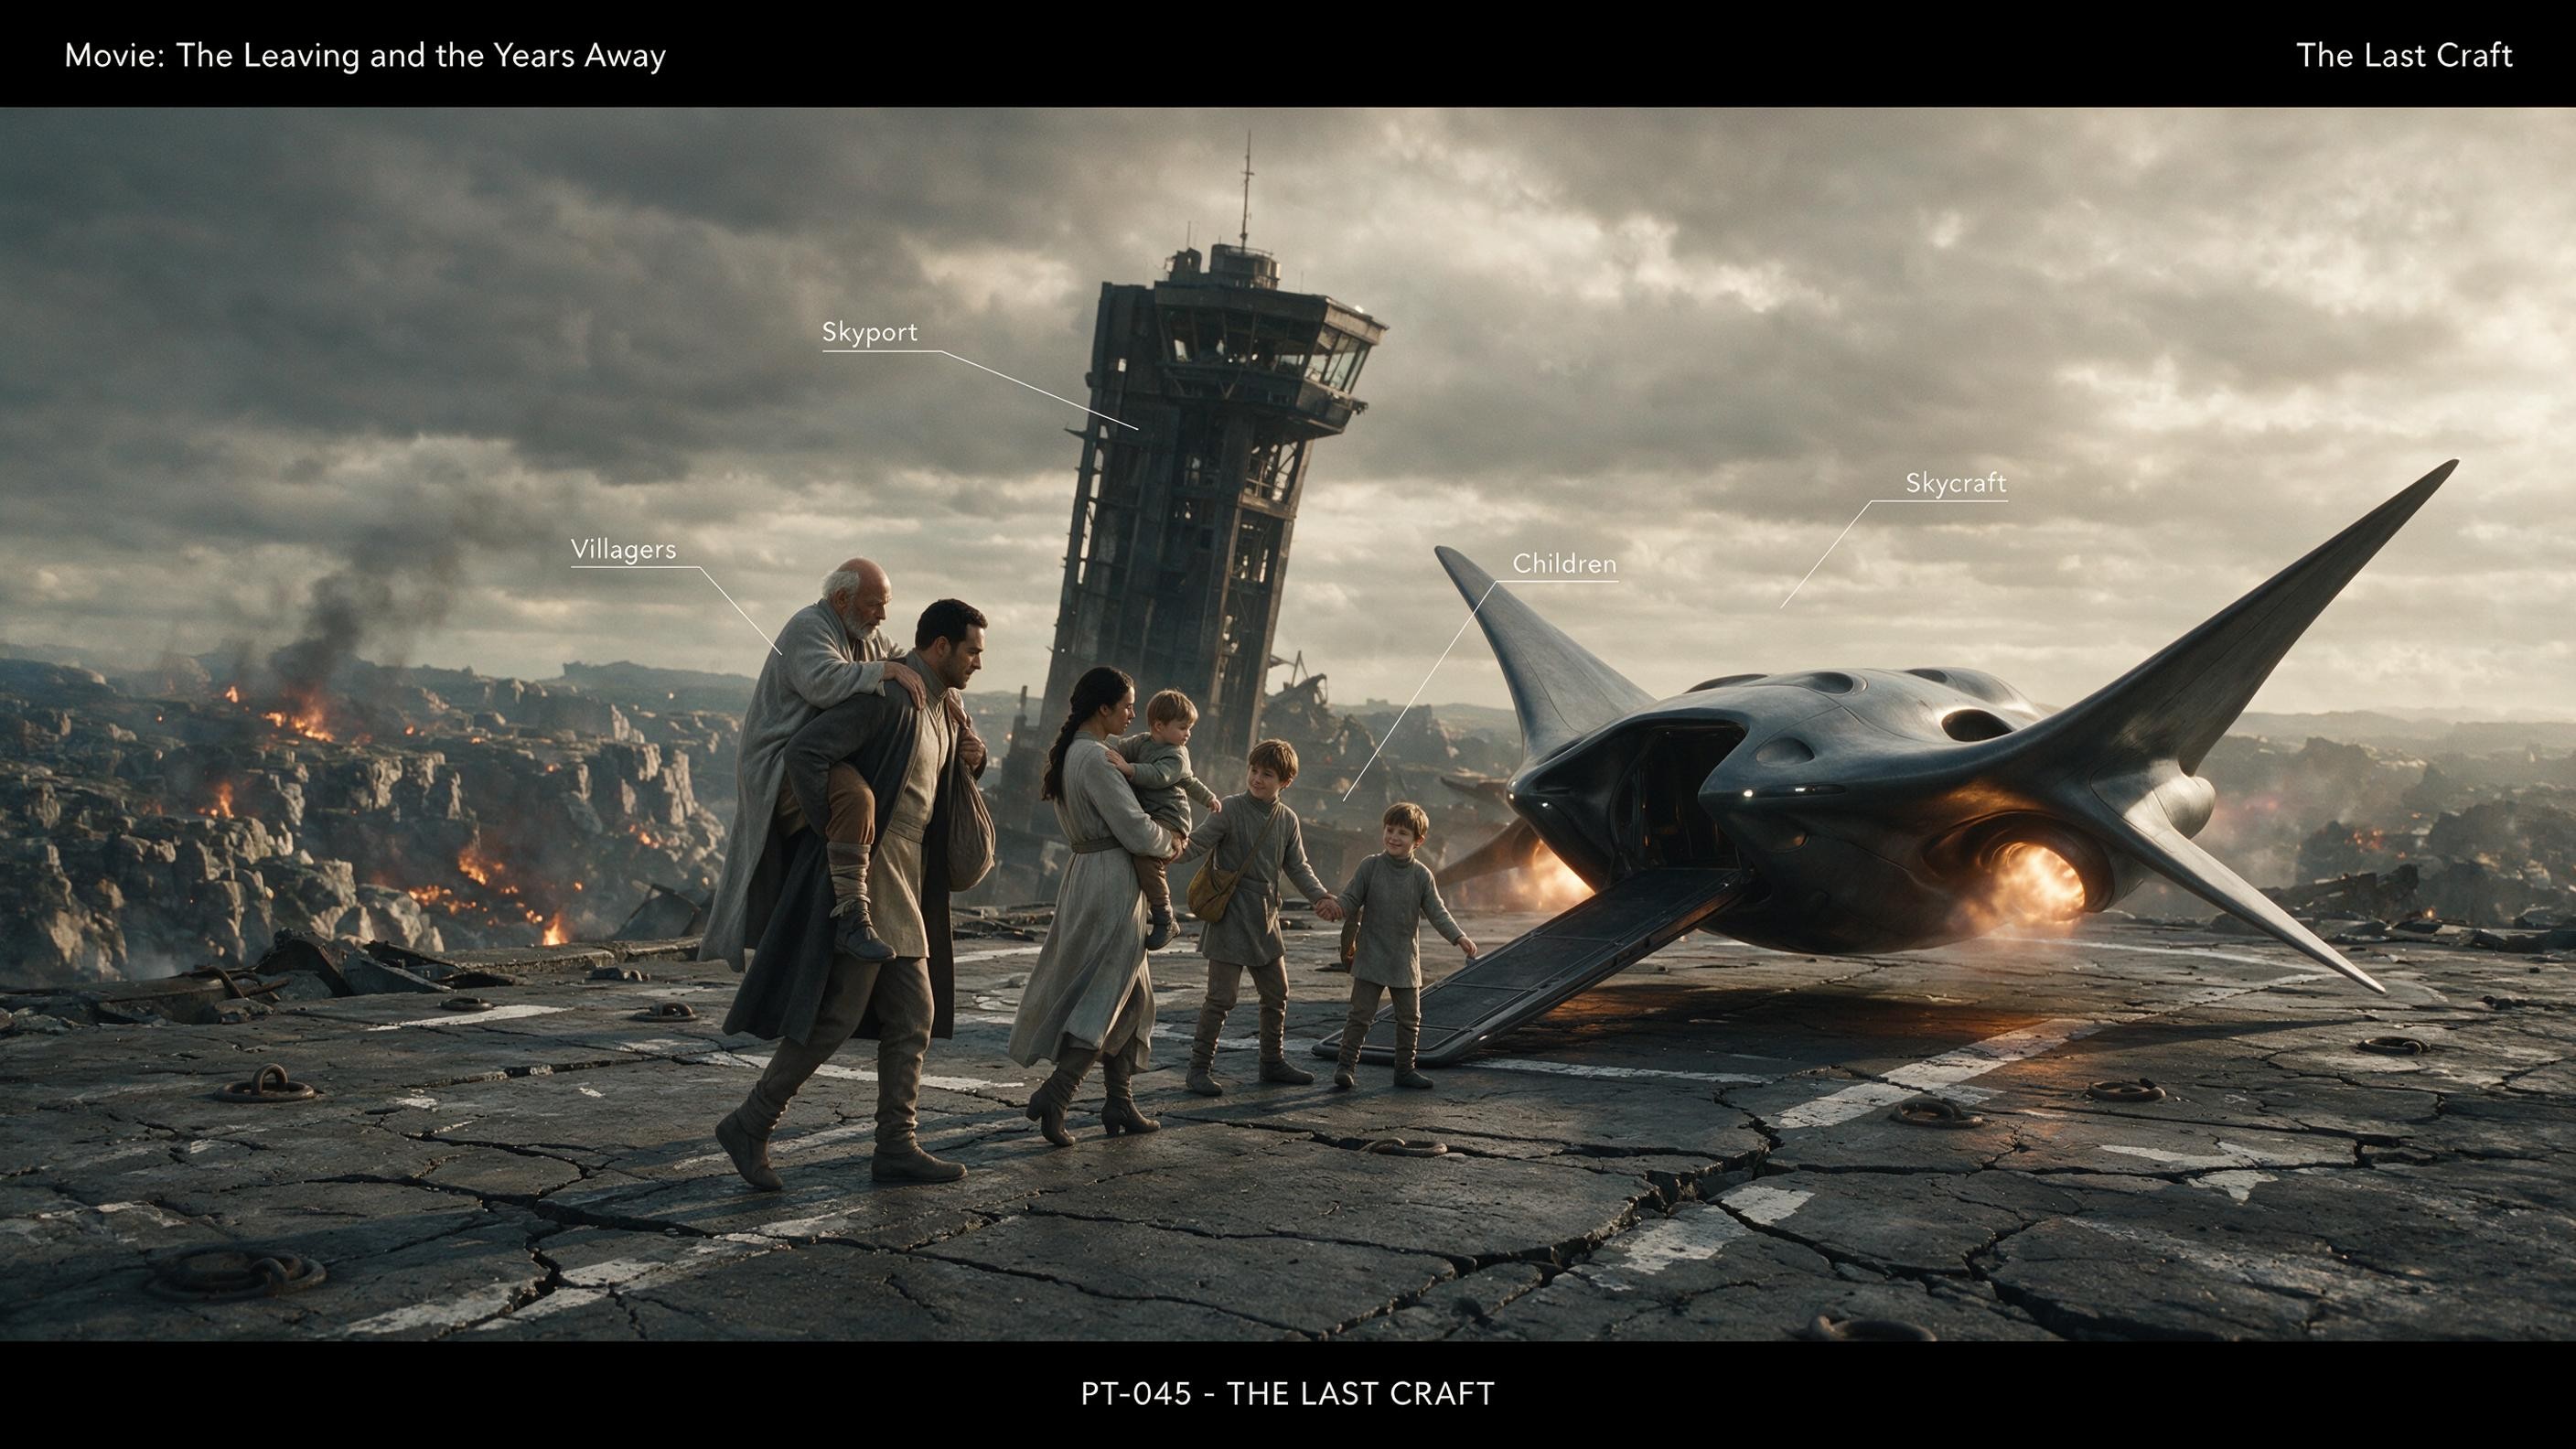 Movie: The Leaving and the Years Away
The Last Craft
Skyport
Skycraft
Villagers
Children
PT-045 - THE LAST CRAFT